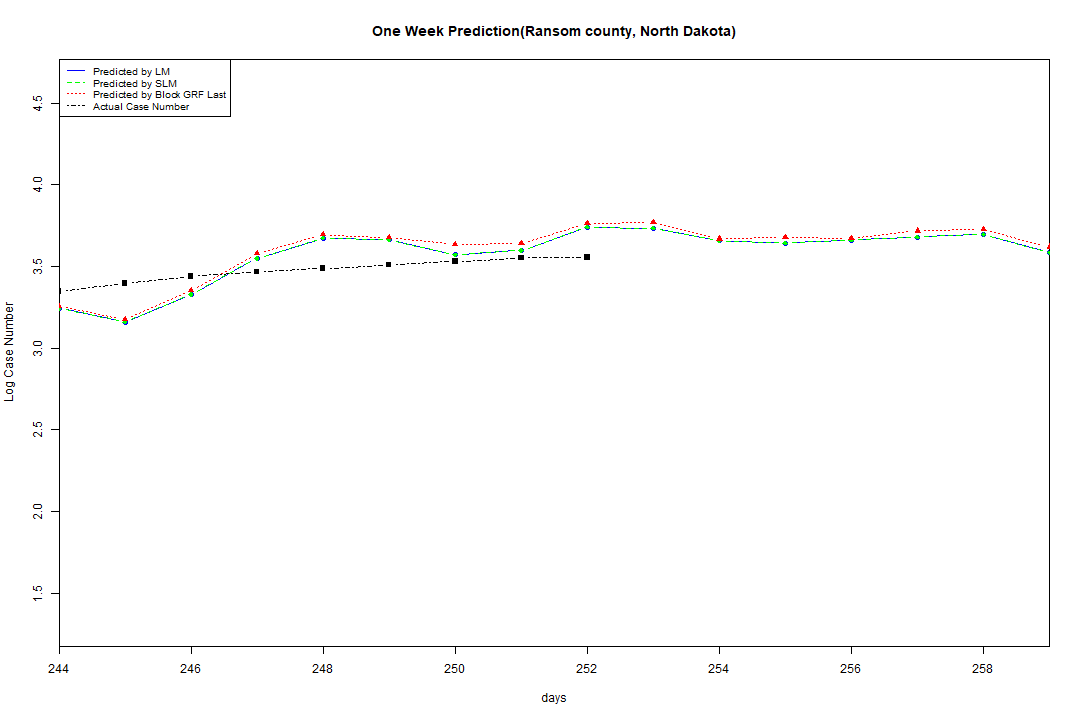 One Week Prediction(Ransom county, North Dakota)
Predicted by LM
Predicted by SLM
Predicted by Block GRF Last
Actual Case Number
4.5
4.0
3.5
3.0
2.5
2.0
1.5
Log Case Number
244 246 248 250 252 254 256 258
days